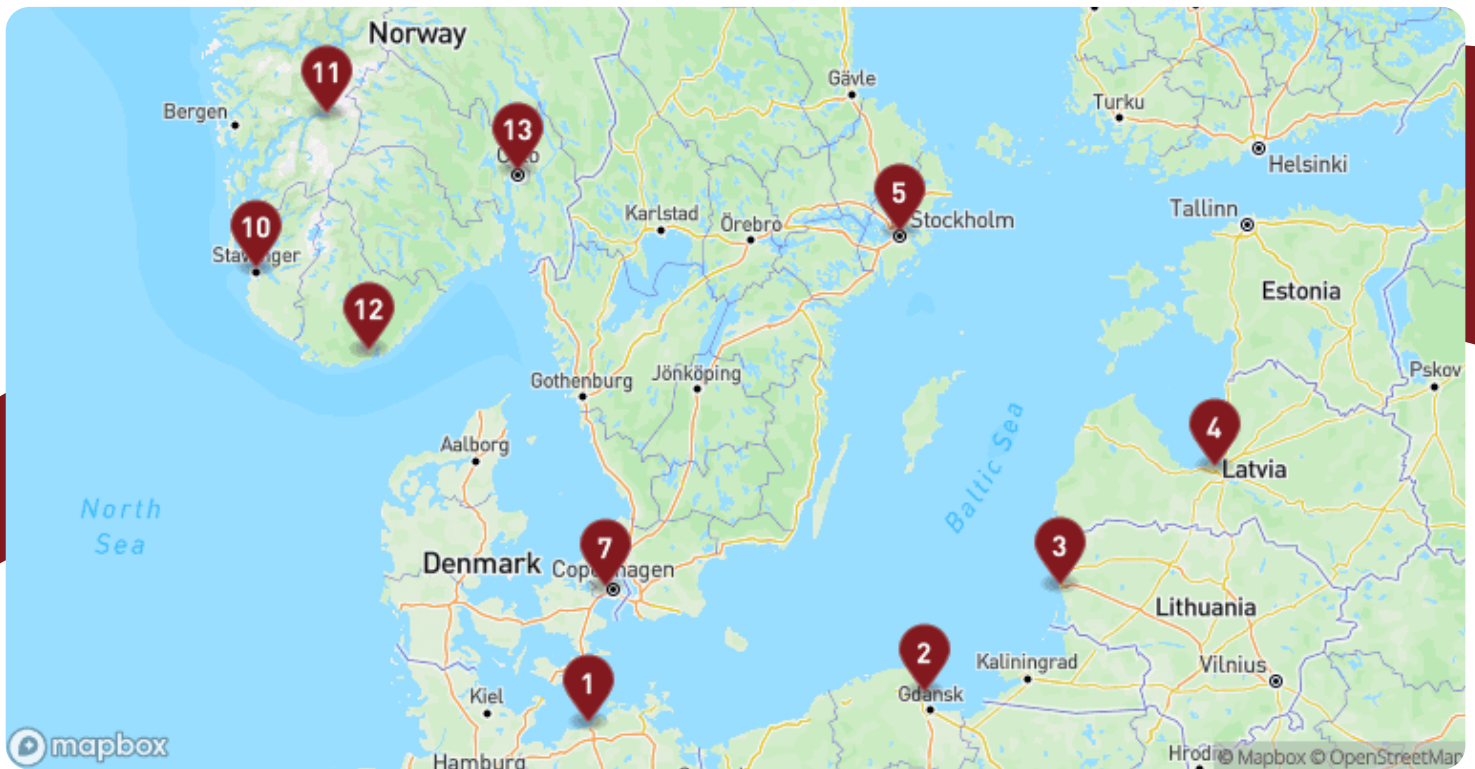 Norway
11
Gävle
Bergen
Turku
13
Helsinki
5
Stockholm
Tallinn
Karlstad
Örebro
10
Stavanger
Estonia
12
Gothenburg
Jönköping
Pskov
Baltic Sea
4
Latvia
Aalborg
North
Sea
7
Denmark
Copenhagen
3
Lithuania
2
Kaliningrad
Vilnius
1
Kiel
Gdansk
mapbox
Hamburg
© Mapbox © OpenStreetMap